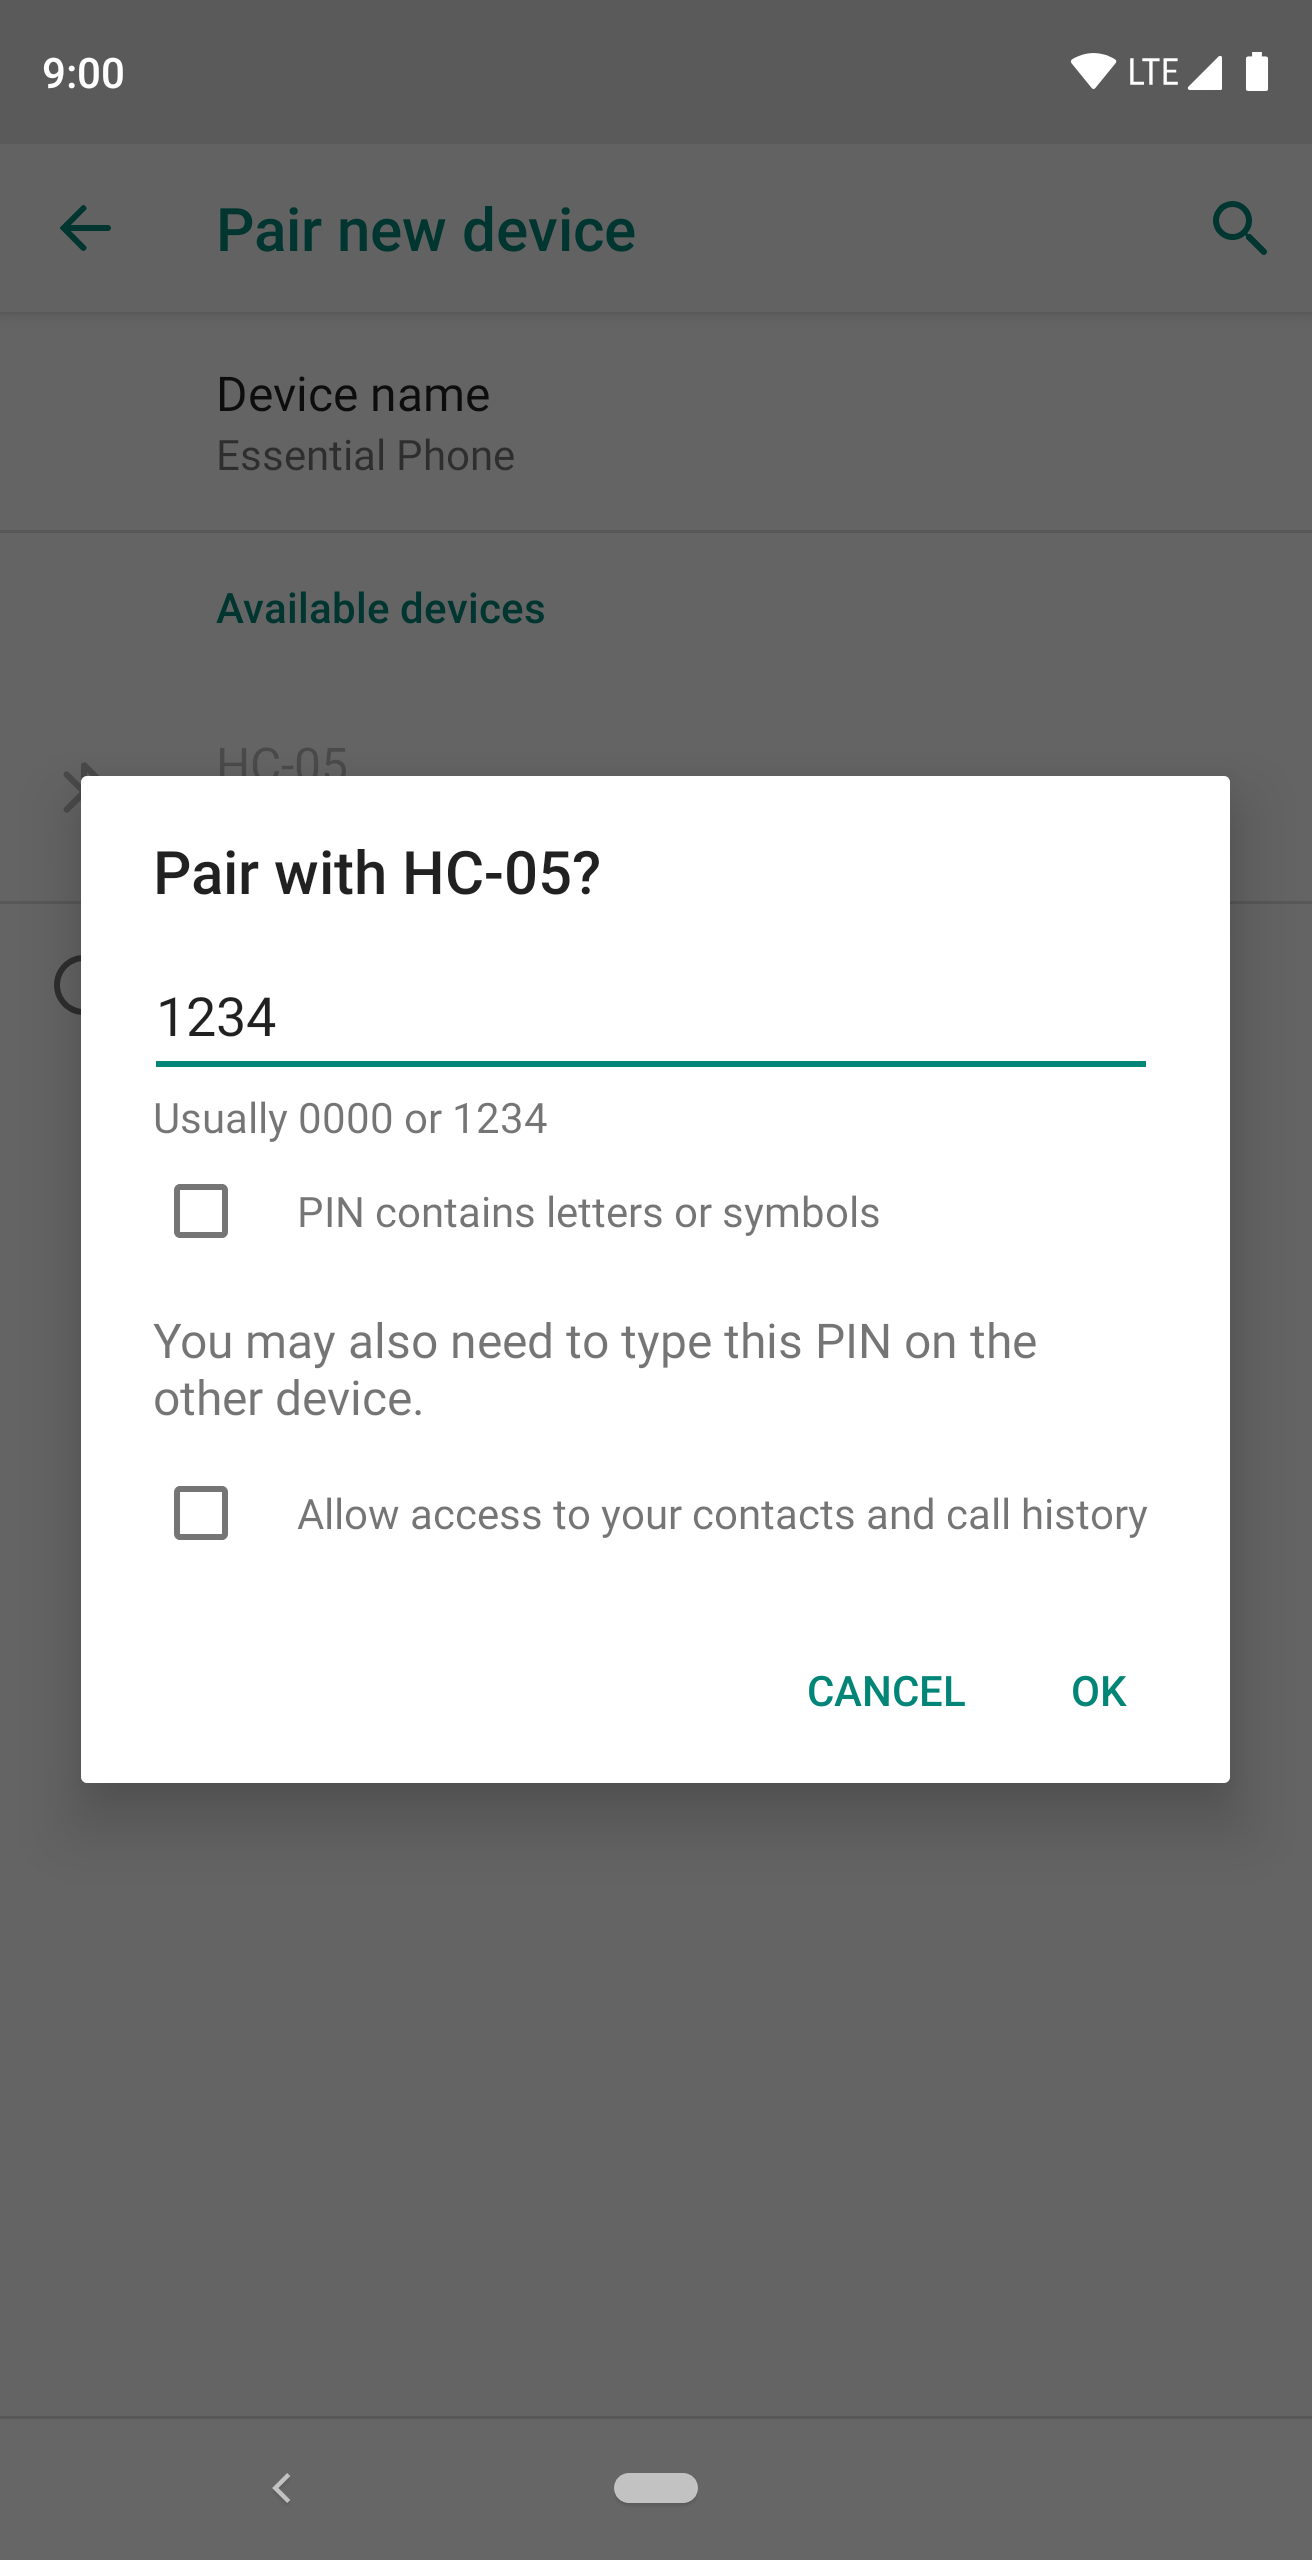 9:00
LTE
Pair new device
Device name
Essential Phone
Available devices
HC-05
Pair with HC-05?
1234
Usually 0000 or 1234
PIN contains letters or symbols
You may also need to type this PIN on the
other device.
Allow access to your contacts and call history
CANCEL OK